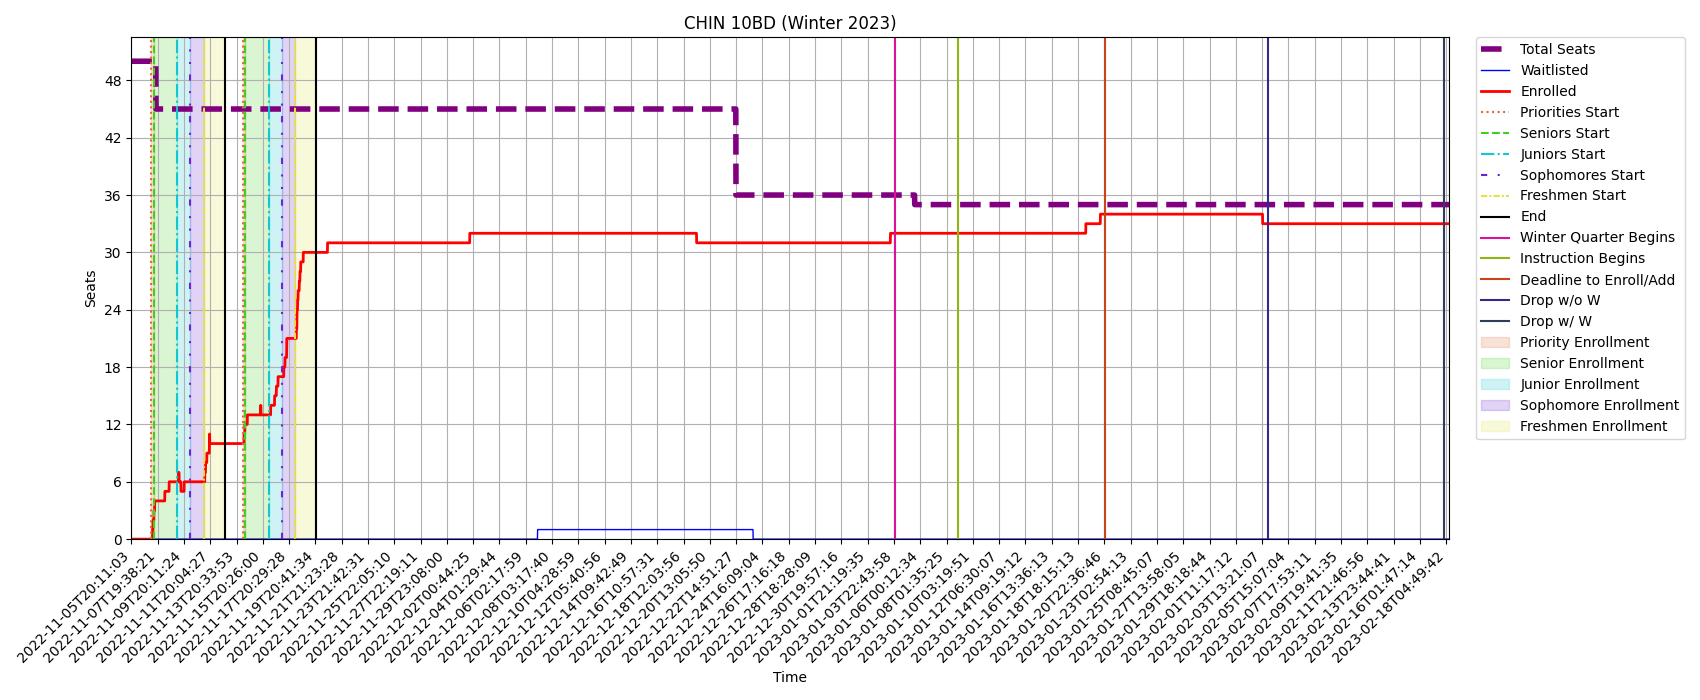 CHIN 10BD (Winter 2023)
Seats
48
42
36
30
24
18
12
6
0
2022-11-05T20:11:03
2022-11-07T19:38:21
2022-11-09T20:11:24
2022-11-11T20:04:27
2022-11-13T20:33:53
2022-11-15T20:26:00
2022-11-17T20:29:28
2022-11-19T20:41:34
2022-11-21T21:23:28
2022-11-23T21:42:31
2022-11-25T22:05:10
2022-11-27T22:19:11
2022-11-29T23:08:00
2022-12-02T00:44:25
2022-12-04T01:29:44
2022-12-06T02:17:59
2022-12-08T03:17:40
2022-12-10T04:28:59
2022-12-12T05:40:56
2022-12-14T09:42:49
2022-12-16T10:57:31
2022-12-18T12:03:56
2022-12-20T13:05:50
2022-12-22T14:51:27
2022-12-24T16:09:04
2022-12-26T17:16:18
2022-12-28T18:28:09
2022-12-30T19:57:16
2023-01-01T21:19:35
2023-01-03T22:43:58
2023-01-06T00:12:34
2023-01-08T01:35:25
2023-01-10T03:19:51
2023-01-12T06:30:07
2023-01-14T09:19:12
2023-01-16T13:36:13
2023-01-18T18:15:13
2023-01-20T22:36:46
2023-01-23T02:54:13
2023-01-25T08:45:07
2023-01-27T13:58:05
2023-01-29T18:18:44
2023-02-01T11:17:12
2023-02-03T13:21:07
2023-02-05T15:07:04
2023-02-07T17:53:11
2023-02-09T19:41:35
2023-02-11T21:46:56
2023-02-13T23:44:41
2023-02-16T01:47:14
2023-02-18T04:49:42
Time
Total Seats
Waitlisted
Enrolled
Priorities Start
Seniors Start
Juniors Start
Sophomores Start
Freshmen Start
End
Winter Quarter Begins
Instruction Begins
Deadline to Enroll/Add
Drop w/o W
Drop w/ W
Priority Enrollment
Senior Enrollment
Junior Enrollment
Sophomore Enrollment
Freshmen Enrollment